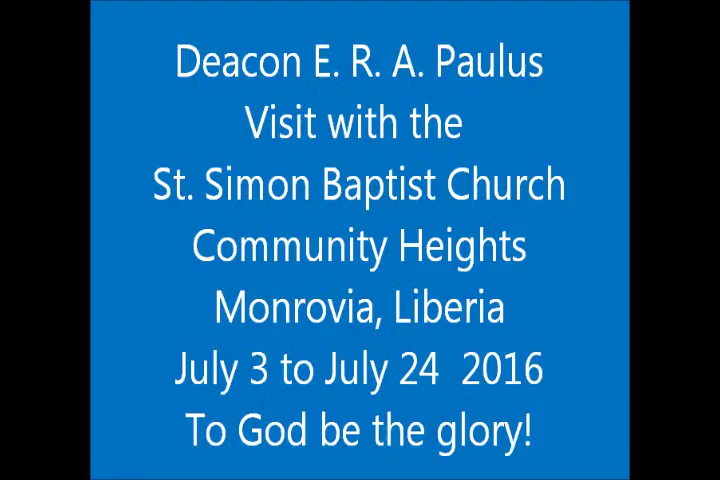 Deacon E. R. A. Paulus
Visit with the
St. Simon Baptist Church
Community Heights
Monrovia, Liberia
July 3 to July 24  2016
To God be the glory!